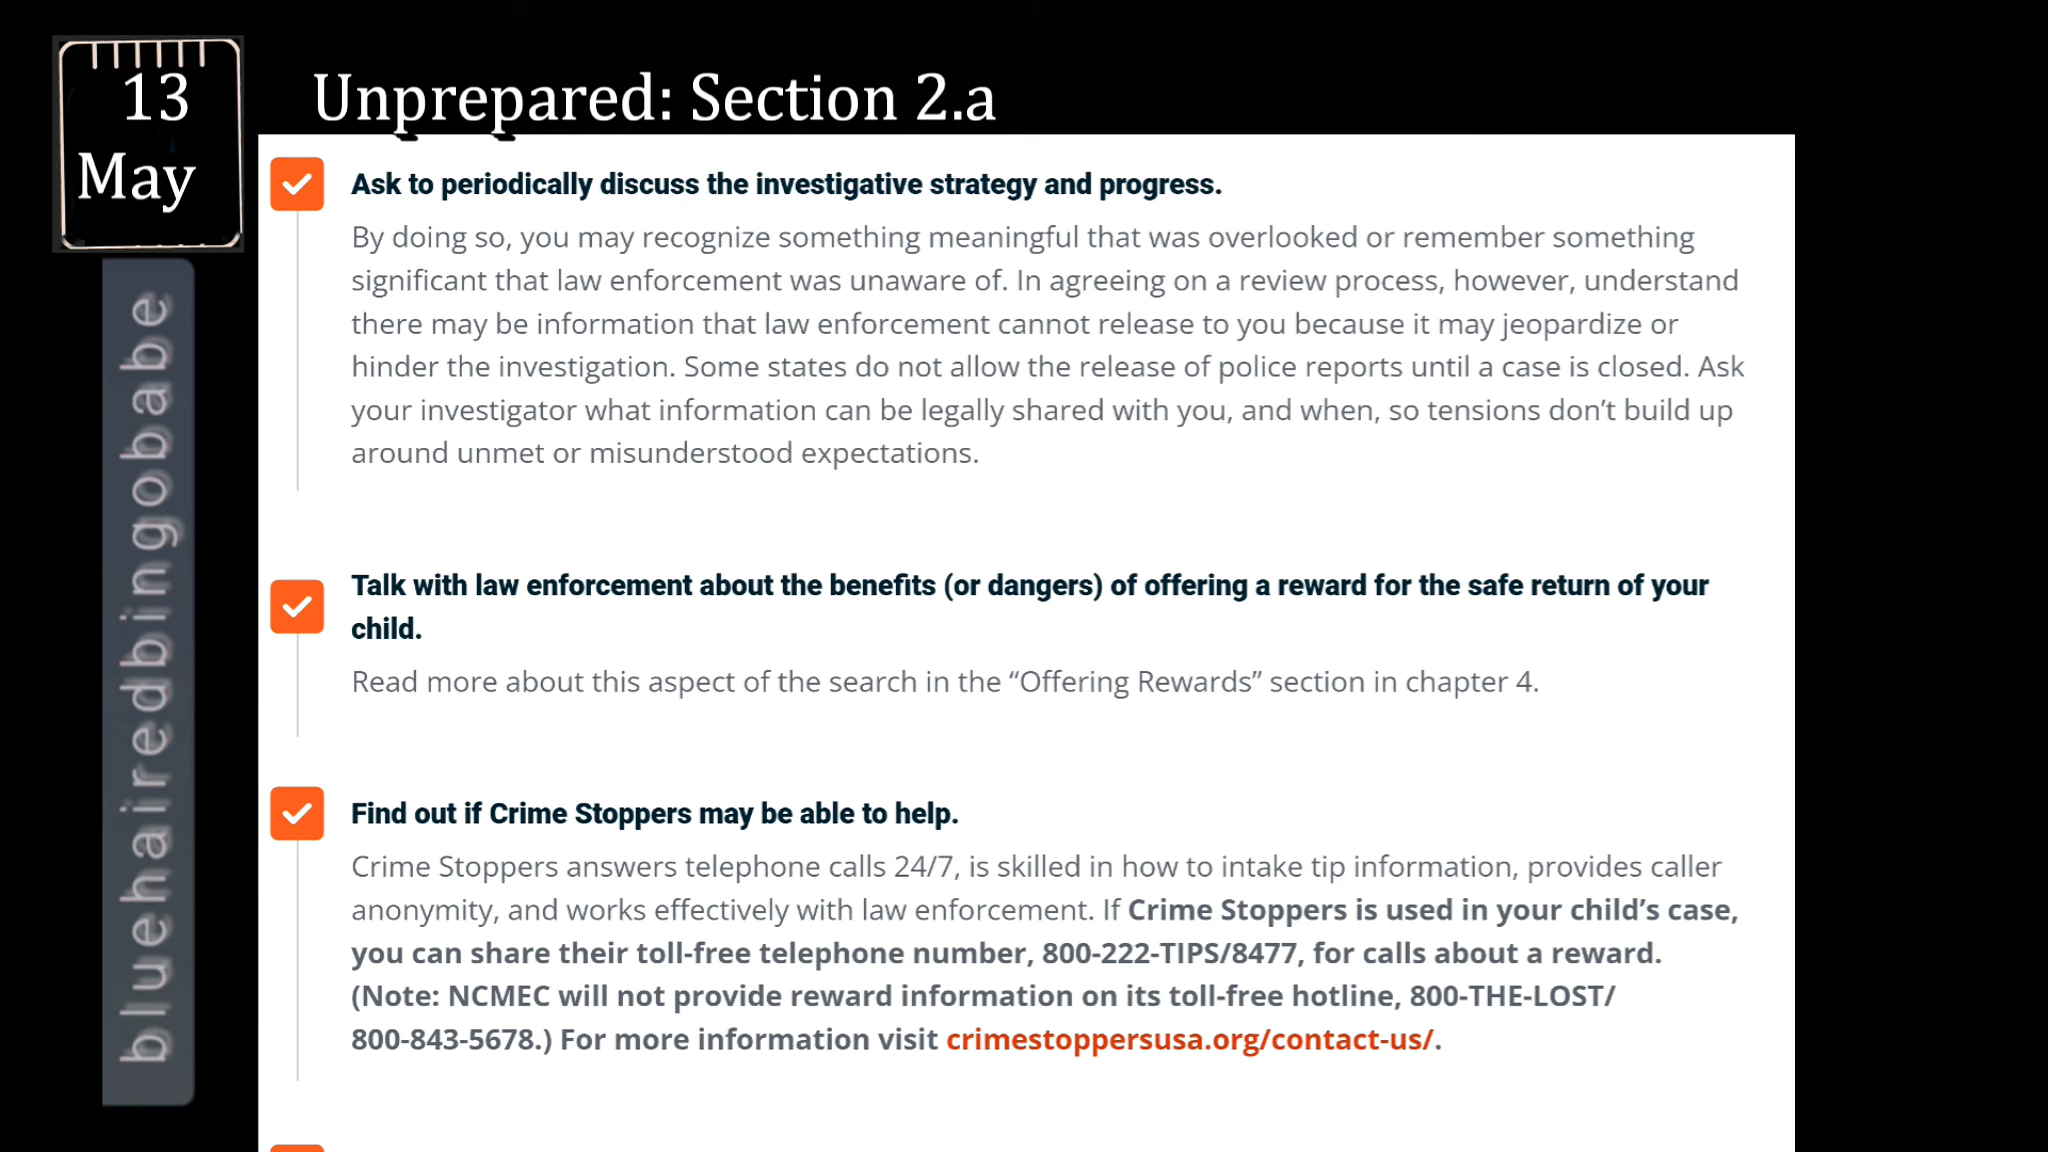 13
May
Unprepared: Section 2.a
bluehairedbingobabe
Ask to periodically discuss the investigative strategy and progress.
By doing so, you may recognize something meaningful that was overlooked or remember something
significant that law enforcement was unaware of. In agreeing on a review process, however, understand
there may be information that law enforcement cannot release to you because it may jeopardize or
hinder the investigation. Some states do not allow the release of police reports until a case is closed. Ask
your investigator what information can be legally shared with you, and when, so tensions don’t build up
around unmet or misunderstood expectations.
Talk with law enforcement about the benefits (or dangers) of offering a reward for the safe return of your
child.
Read more about this aspect of the search in the “Offering Rewards” section in chapter 4.
Find out if Crime Stoppers may be able to help.
Crime Stoppers answers telephone calls 24/7, is skilled in how to intake tip information, provides caller
anonymity, and works effectively with law enforcement. If Crime Stoppers is used in your child’s case,
you can share their toll-free telephone number, 800-222-TIPS/8477, for calls about a reward.
(Note: NCMEC will not provide reward information on its toll-free hotline, 800-THE-LOST/
800-843-5678.) For more information visit crimestoppersusa.org/contact-us/.